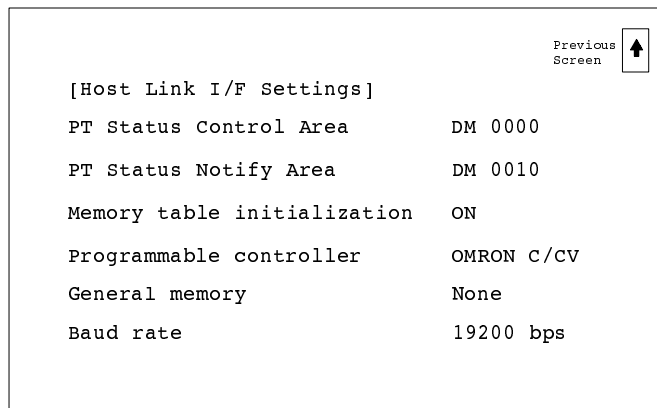 Previous
Screen
[Host Link I/F Settings]
PT Status Control Area DM 0000
PT Status Notify Area DM 0010
Memory table initialization ON
Programmable controller OMRON C/CV
General memory None
Baud rate 19200 bps